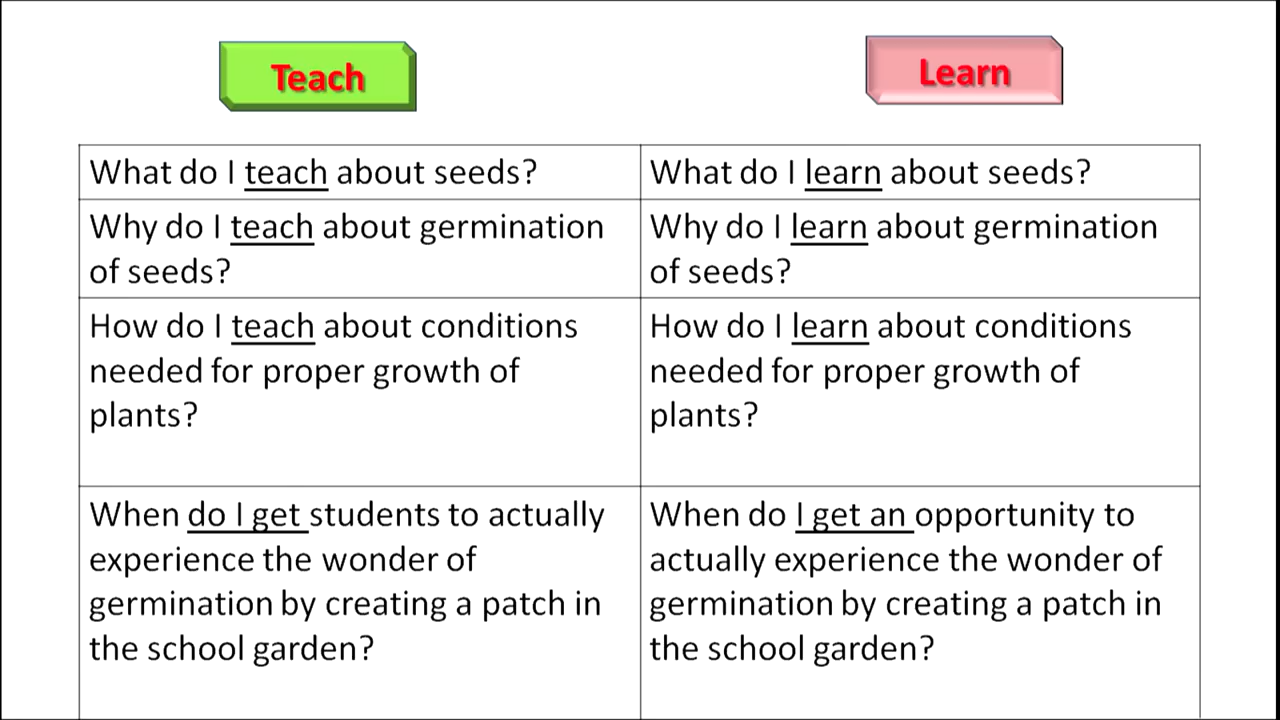 Teach
Learn
What do I teach about seeds?
What do I learn about seeds?
Why do I teach about germination
of seeds?
Why do I learn about germination
of seeds?
How do I teach about conditions
needed for proper growth of
plants?
How do I learn about conditions
needed for proper growth of
plants?
When do I get students to actually
experience the wonder of
germination by creating a patch in
the school garden?
When do I get an opportunity to
actually experience the wonder of
germination by creating a patch in
the school garden?